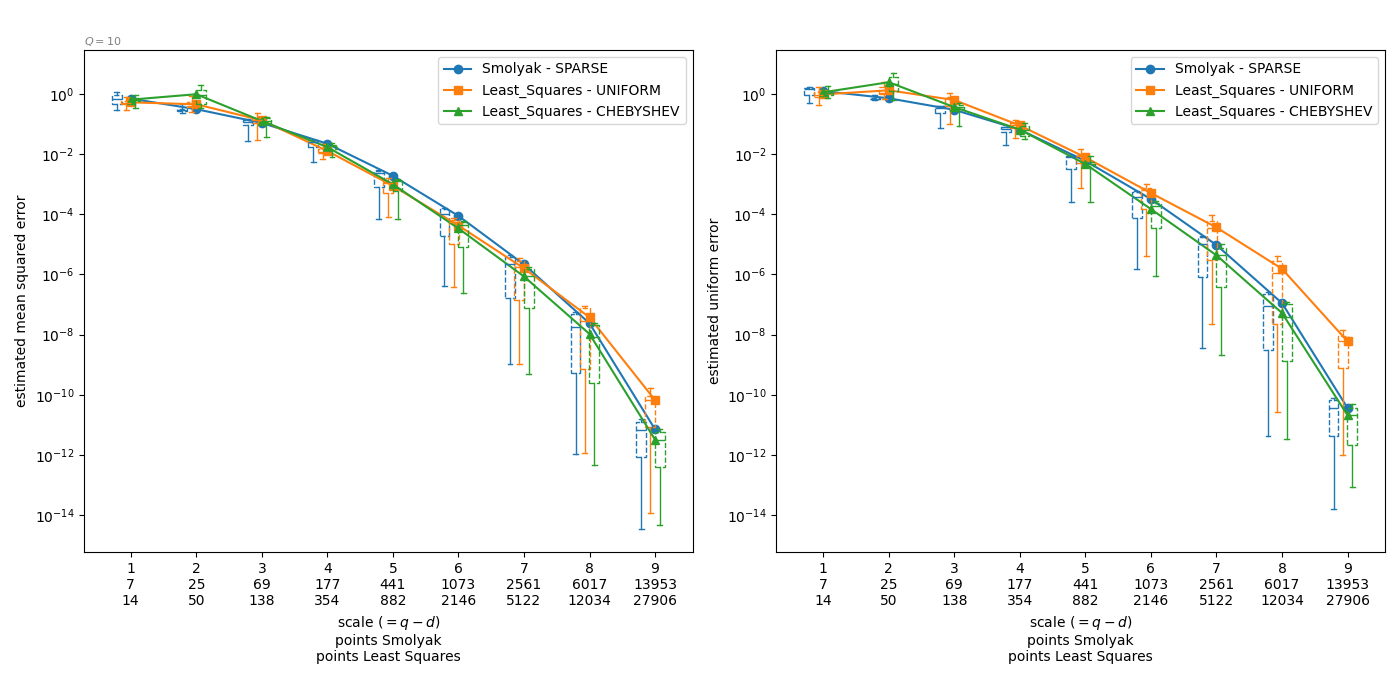 Q = 10
Smolyak - SPARSE
Least_Squares - UNIFORM
Least_Squares - CHEBYSHEV
estimated mean squared error
10^0
10^−2
10^−4
10^−6
10^−8
10^−10
10^−12
10^−14
1 2 3 4 5 6 7 8 9
7 25 69 177 441 1073 2561 6017 13953
14 50 138 354 882 2146 5122 12034 27906
scale (= q − d)
points Smolyak
points Least Squares
Smolyak - SPARSE
Least_Squares - UNIFORM
Least_Squares - CHEBYSHEV
estimated uniform error
10^0
10^−2
10^−4
10^−6
10^−8
10^−10
10^−12
10^−14
1 2 3 4 5 6 7 8 9
7 25 69 177 441 1073 2561 6017 13953
14 50 138 354 882 2146 5122 12034 27906
scale (= q − d)
points Smolyak
points Least Squares